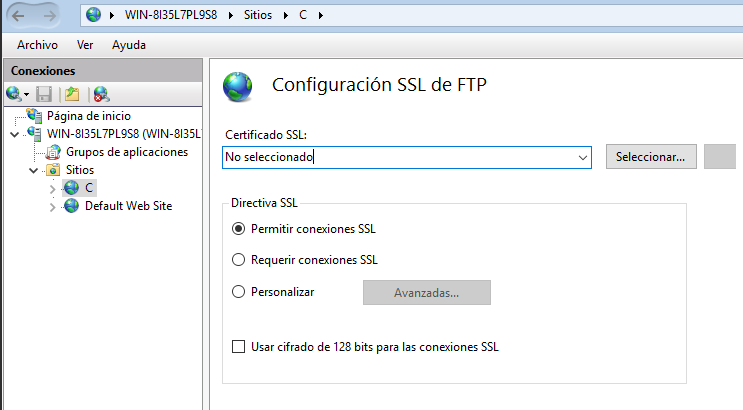 WIN-8I35L7PL9S8 Sitios C
Archivo Ver Ayuda
Conexiones
Página de inicio
WIN-8I35L7PL9S8 (WIN-8I35L7
Grupos de aplicaciones
Sitios
C
Default Web Site
Configuración SSL de FTP
Certificado SSL:
No seleccionado
Seleccionar...
Directiva SSL
Permitir conexiones SSL
Requerir conexiones SSL
Personalizar
Avanzadas...
Usar cifrado de 128 bits para las conexiones SSL